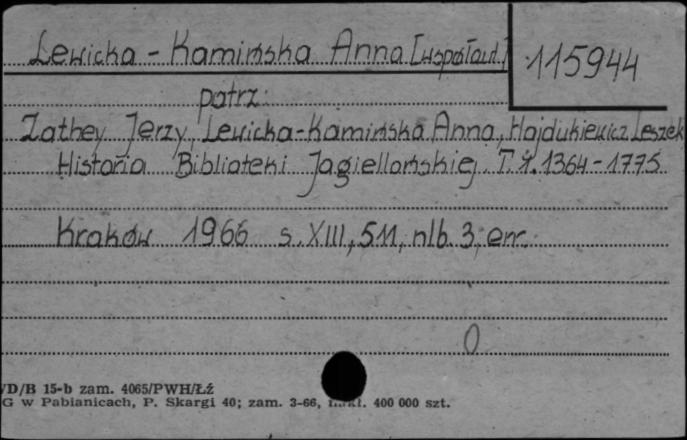 Lewicka-Kamińska Anna [współaut.]
115944
patrz:
Zathey Jerzy, Lewicka-Kamińska Anna, Hajdukiewicz Leszek
Historia Biblioteki Jagiellońskiej. T. 1. 1364-1775
Kraków 1966 s. XIII, 511, nlb. 3, err.
0
/D/B 15-b zam. 4065/PWH/Łź
G w Pabianicach, P. Skargi 40; zam. 3-66, 400 000 szt.